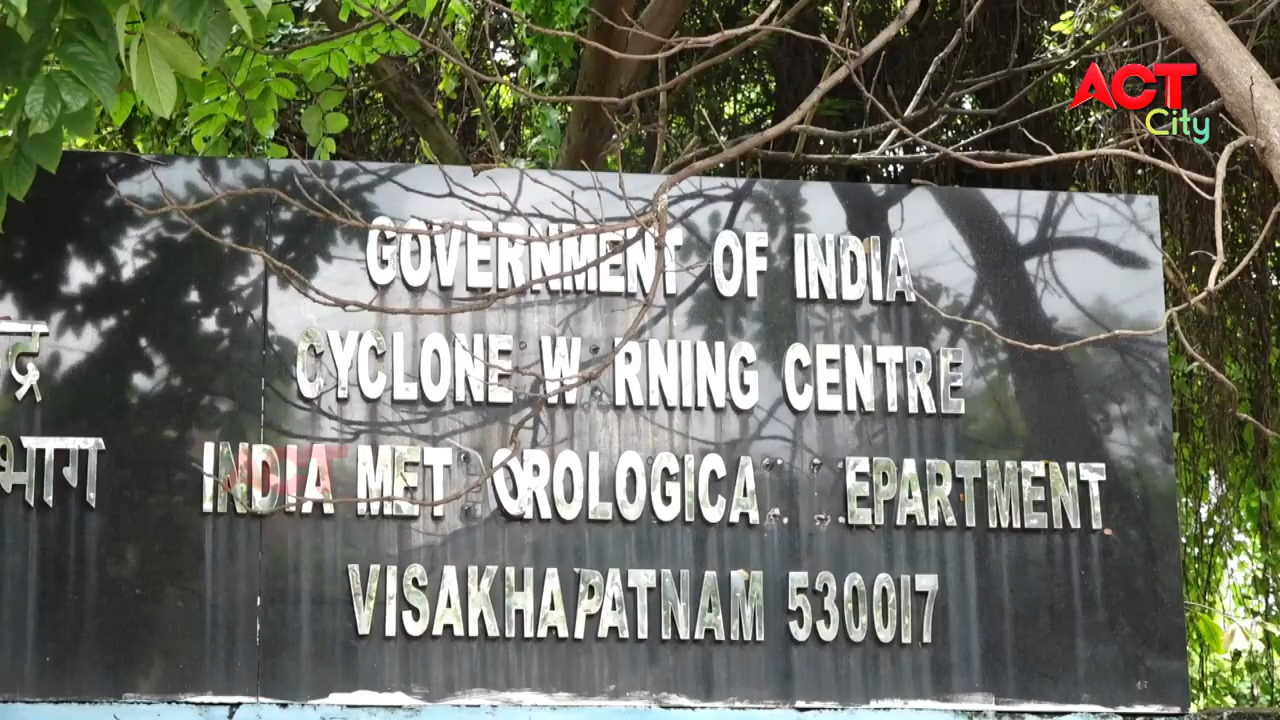 ACT
City
GOVERNMENT OF INDIA
CYCLONE W RNING CENTRE
भाग INDIA MET OROLOGICA EPARTMENT
VISAKHAPATNAM 530017